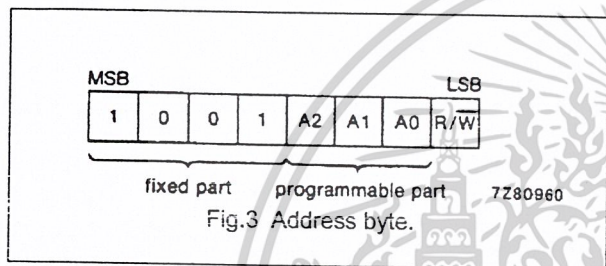 MSB LSB
1 0 0 1 A2 A1 A0 R/W̅
fixed part programmable part 7Z80960
Fig.3 Address byte.